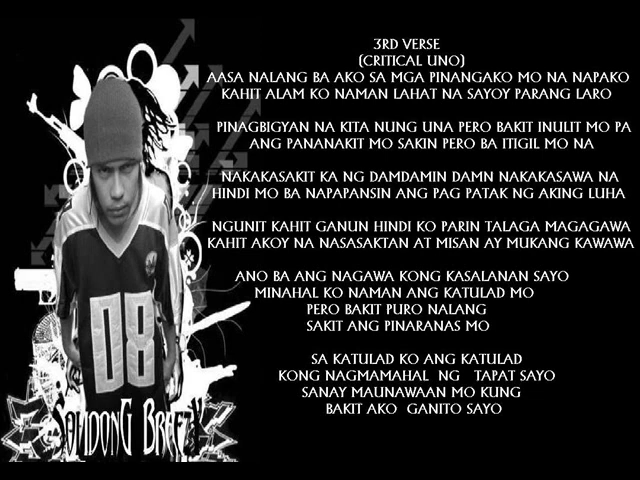 3RD VERSE
(CRITICAL UNO)
AASA NALANG BA AKO SA MGA PINANGAKO MO NA NAPAKO
KAHIT ALAM KO NAMAN LAHAT NA SAYOY PARANG LARO
PINAGBIGYAN NA KITA NUNG UNA PERO BAKIT INULIT MO PA
ANG PANANAKIT MO SAKIN PERO BA ITIGIL MO NA
NAKAKASAKIT KA NG DAMDAMIN DAMN NAKAKASAWA NA
HINDI MO BA NAPAPANSIN ANG PAG PATAK NG AKING LUHA
NGUNIT KAHIT GANUN HINDI KO PARIN TALAGA MAGAGAWA
KAHIT AKOY NA NASASAKTAN AT MISAN AY MUKANG KAWAWA
ANO BA ANG NAGAWA KONG KASALANAN SAYO
MINAHAL KO NAMAN ANG KATULAD MO
PERO BAKIT PURO NALANG
SAKIT ANG PINARANAS MO
SA KATULAD KO ANG KATULAD
KONG NAGMAMAHAL NG TAPAT SAYO
SANAY MAUNAWAAN MO KUNG
BAKIT AKO GANITO SAYO
08
BREEZY